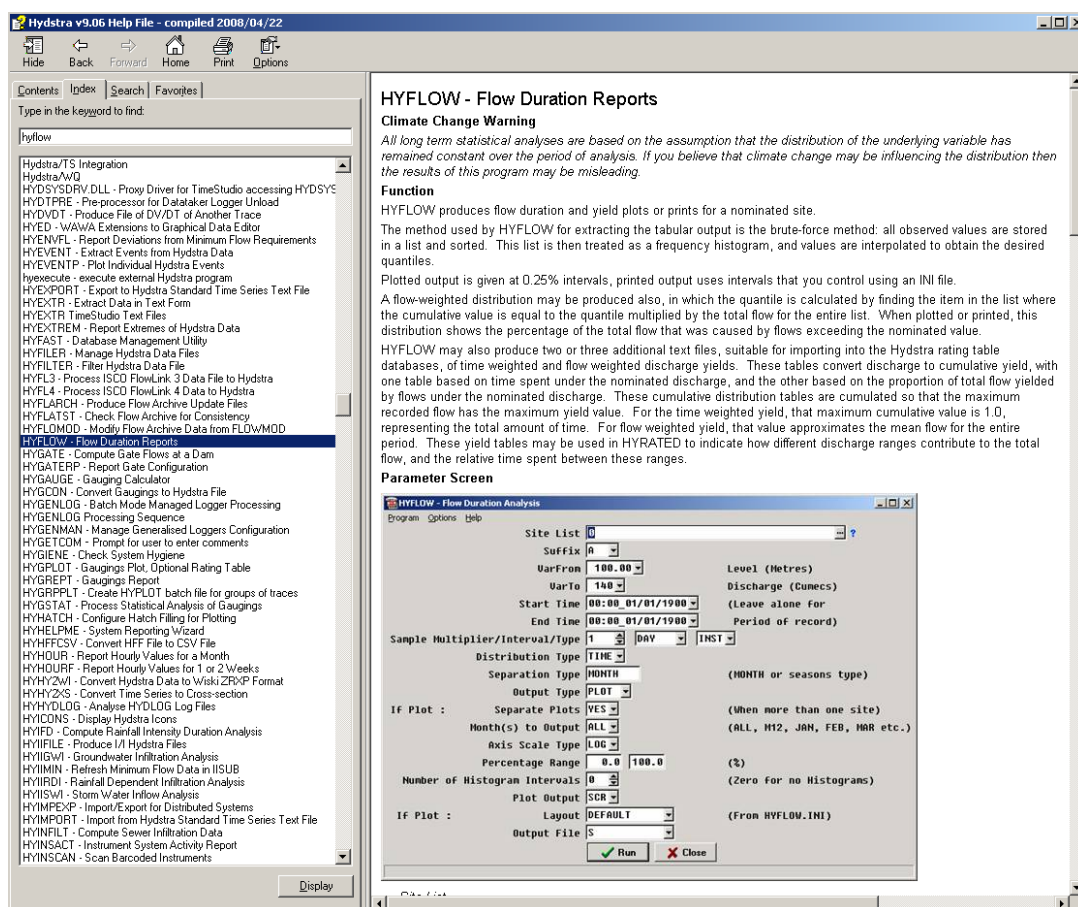 Hydstra v9.06 Help File - compiled 2008/04/22
Hide Back Forward Home Print Options
Contents Index Search Favorites
Type in the keyword to find:
hyflow
Hydstra/TS Integration
Hydstra/WQ
HYDSYSDRV.DLL - Proxy Driver for TimeStudio accessing HYDSYS
HYDTPRE - Pre-processor for Datataker Logger Unload
HYDVDT - Produce File of DV/DT of Another Trace
HYED - WAWA Extensions to Graphical Data Editor
HYENVFL - Report Deviations from Minimum Flow Requirements
HYEVENT - Extract Events from Hydstra Data
HYEVENTP - Plot Individual Hydstra Events
hyexecute - execute external Hydstra program
HYEXPORT - Export to Hydstra Standard Time Series Text File
HYEXTR - Extract Data in Text Form
HYEXTR TimeStudio Text Files
HYEXTREM - Report Extremes of Hydstra Data
HYFAST - Database Management Utility
HYFILER - Manage Hydstra Data Files
HYFILTER - Filter Hydstra Data File
HYFL3 - Process ISCO FlowLink 3 Data File to Hydstra
HYFL4 - Process ISCO FlowLink 4 Data to Hydstra
HYFLARCH - Produce Flow Archive Update Files
HYFLATST - Check Flow Archive for Consistency
HYFLOMOD - Modify Flow Archive Data from FLOWMOD
HYFLOW - Flow Duration Reports
HYGATE - Compute Gate Flows at a Dam
HYGATERP - Report Gate Configuration
HYGAUGE - Gauging Calculator
HYGCON - Convert Gaugings to Hydstra File
HYGENLOG - Batch Mode Managed Logger Processing
HYGENLOG Processing Sequence
HYGENMAN - Manage Generalised Loggers Configuration
HYGETCOM - Prompt for user to enter comments
HYGIENE - Check System Hygiene
HYGPLOT - Gaugings Plot, Optional Rating Table
HYGREPT - Gaugings Report
HYGRPPLT - Create HYPLOT batch file for groups of traces
HYGSTAT - Process Statistical Analysis of Gaugings
HYHATCH - Configure Hatch Filling for Plotting
HYHELPME - System Reporting Wizard
HYHFFCSV - Convert HFF File to CSV File
HYHOUR - Report Hourly Values for a Month
HYHOURF - Report Hourly Values for 1 or 2 Weeks
HYHY2WI - Convert Hydstra Data to Wiski ZRXP Format
HYHY2XS - Convert Time Series to Cross-section
HYHYDLOG - Analyse HYDLOG Log Files
HYICONS - Display Hydstra Icons
HYIFD - Compute Rainfall Intensity Duration Analysis
HYIIFILE - Produce I/I Hydstra Files
HYIIGWI - Groundwater Infiltration Analysis
HYIIMIN - Refresh Minimum Flow Data in IISUB
HYIIRDI - Rainfall Dependent Infiltration Analysis
HYIISWI - Storm Water Inflow Analysis
HYIMPEXP - Import/Export for Distributed Systems
HYIMPORT - Import from Hydstra Standard Time Series Text File
HYINFILT - Compute Sewer Infiltration Data
HYINSACT - Instrument System Activity Report
HYINSCAN - Scan Barcoded Instruments
Display
HYFLOW - Flow Duration Reports
Climate Change Warning
All long term statistical analyses are based on the assumption that the distribution of the underlying variable has
remained constant over the period of analysis. If you believe that climate change may be influencing the distribution then
the results of this program may be misleading.
Function
HYFLOW produces flow duration and yield plots or prints for a nominated site.
The method used by HYFLOW for extracting the tabular output is the brute-force method: all observed values are stored
in a list and sorted. This list is then treated as a frequency histogram, and values are interpolated to obtain the desired
quantiles.
Plotted output is given at 0.25% intervals, printed output uses intervals that you control using an INI file.
A flow-weighted distribution may be produced also, in which the quantile is calculated by finding the item in the list where
the cumulative value is equal to the quantile multiplied by the total flow for the entire list. When plotted or printed, this
distribution shows the percentage of the total flow that was caused by flows exceeding the nominated value.
HYFLOW may also produce two or three additional text files, suitable for importing into the Hydstra rating table
databases, of time weighted and flow weighted discharge yields. These tables convert discharge to cumulative yield, with
one table based on time spent under the nominated discharge, and the other based on the proportion of total flow yielded
by flows under the nominated discharge. These cumulative distribution tables are cumulated so that the maximum
recorded flow has the maximum yield value. For the time weighted yield, that maximum cumulative value is 1.0,
representing the total amount of time. For flow weighted yield, that value approximates the mean flow for the entire
period. These yield tables may be used in HYRATED to indicate how different discharge ranges contribute to the total
flow, and the relative time spent between these ranges.
Parameter Screen
HYFLOW - Flow Duration Analysis
Program Options Help
Site List 0 ... ?
Suffix A
VarFrom 100.00 Level (Metres)
VarTo 140 Discharge (Cumecs)
Start Time 00:00_01/01/1900 (Leave alone for
End Time 00:00_01/01/1900 Period of record)
Sample Multiplier/Interval/Type 1 DAY INST
Distribution Type TIME
Separation Type MONTH (MONTH or seasons type)
Output Type PLOT
If Plot : Separate Plots YES (When more than one site)
Month(s) to Output ALL (ALL, M12, JAN, FEB, MAR etc.)
Axis Scale Type LOG
Percentage Range 0.0 100.0 (%)
Number of Histogram Intervals 0 (Zero for no Histograms)
Plot Output SCR
If Plot : Layout DEFAULT (From HYFLOW.INI)
Output File S
Run Close